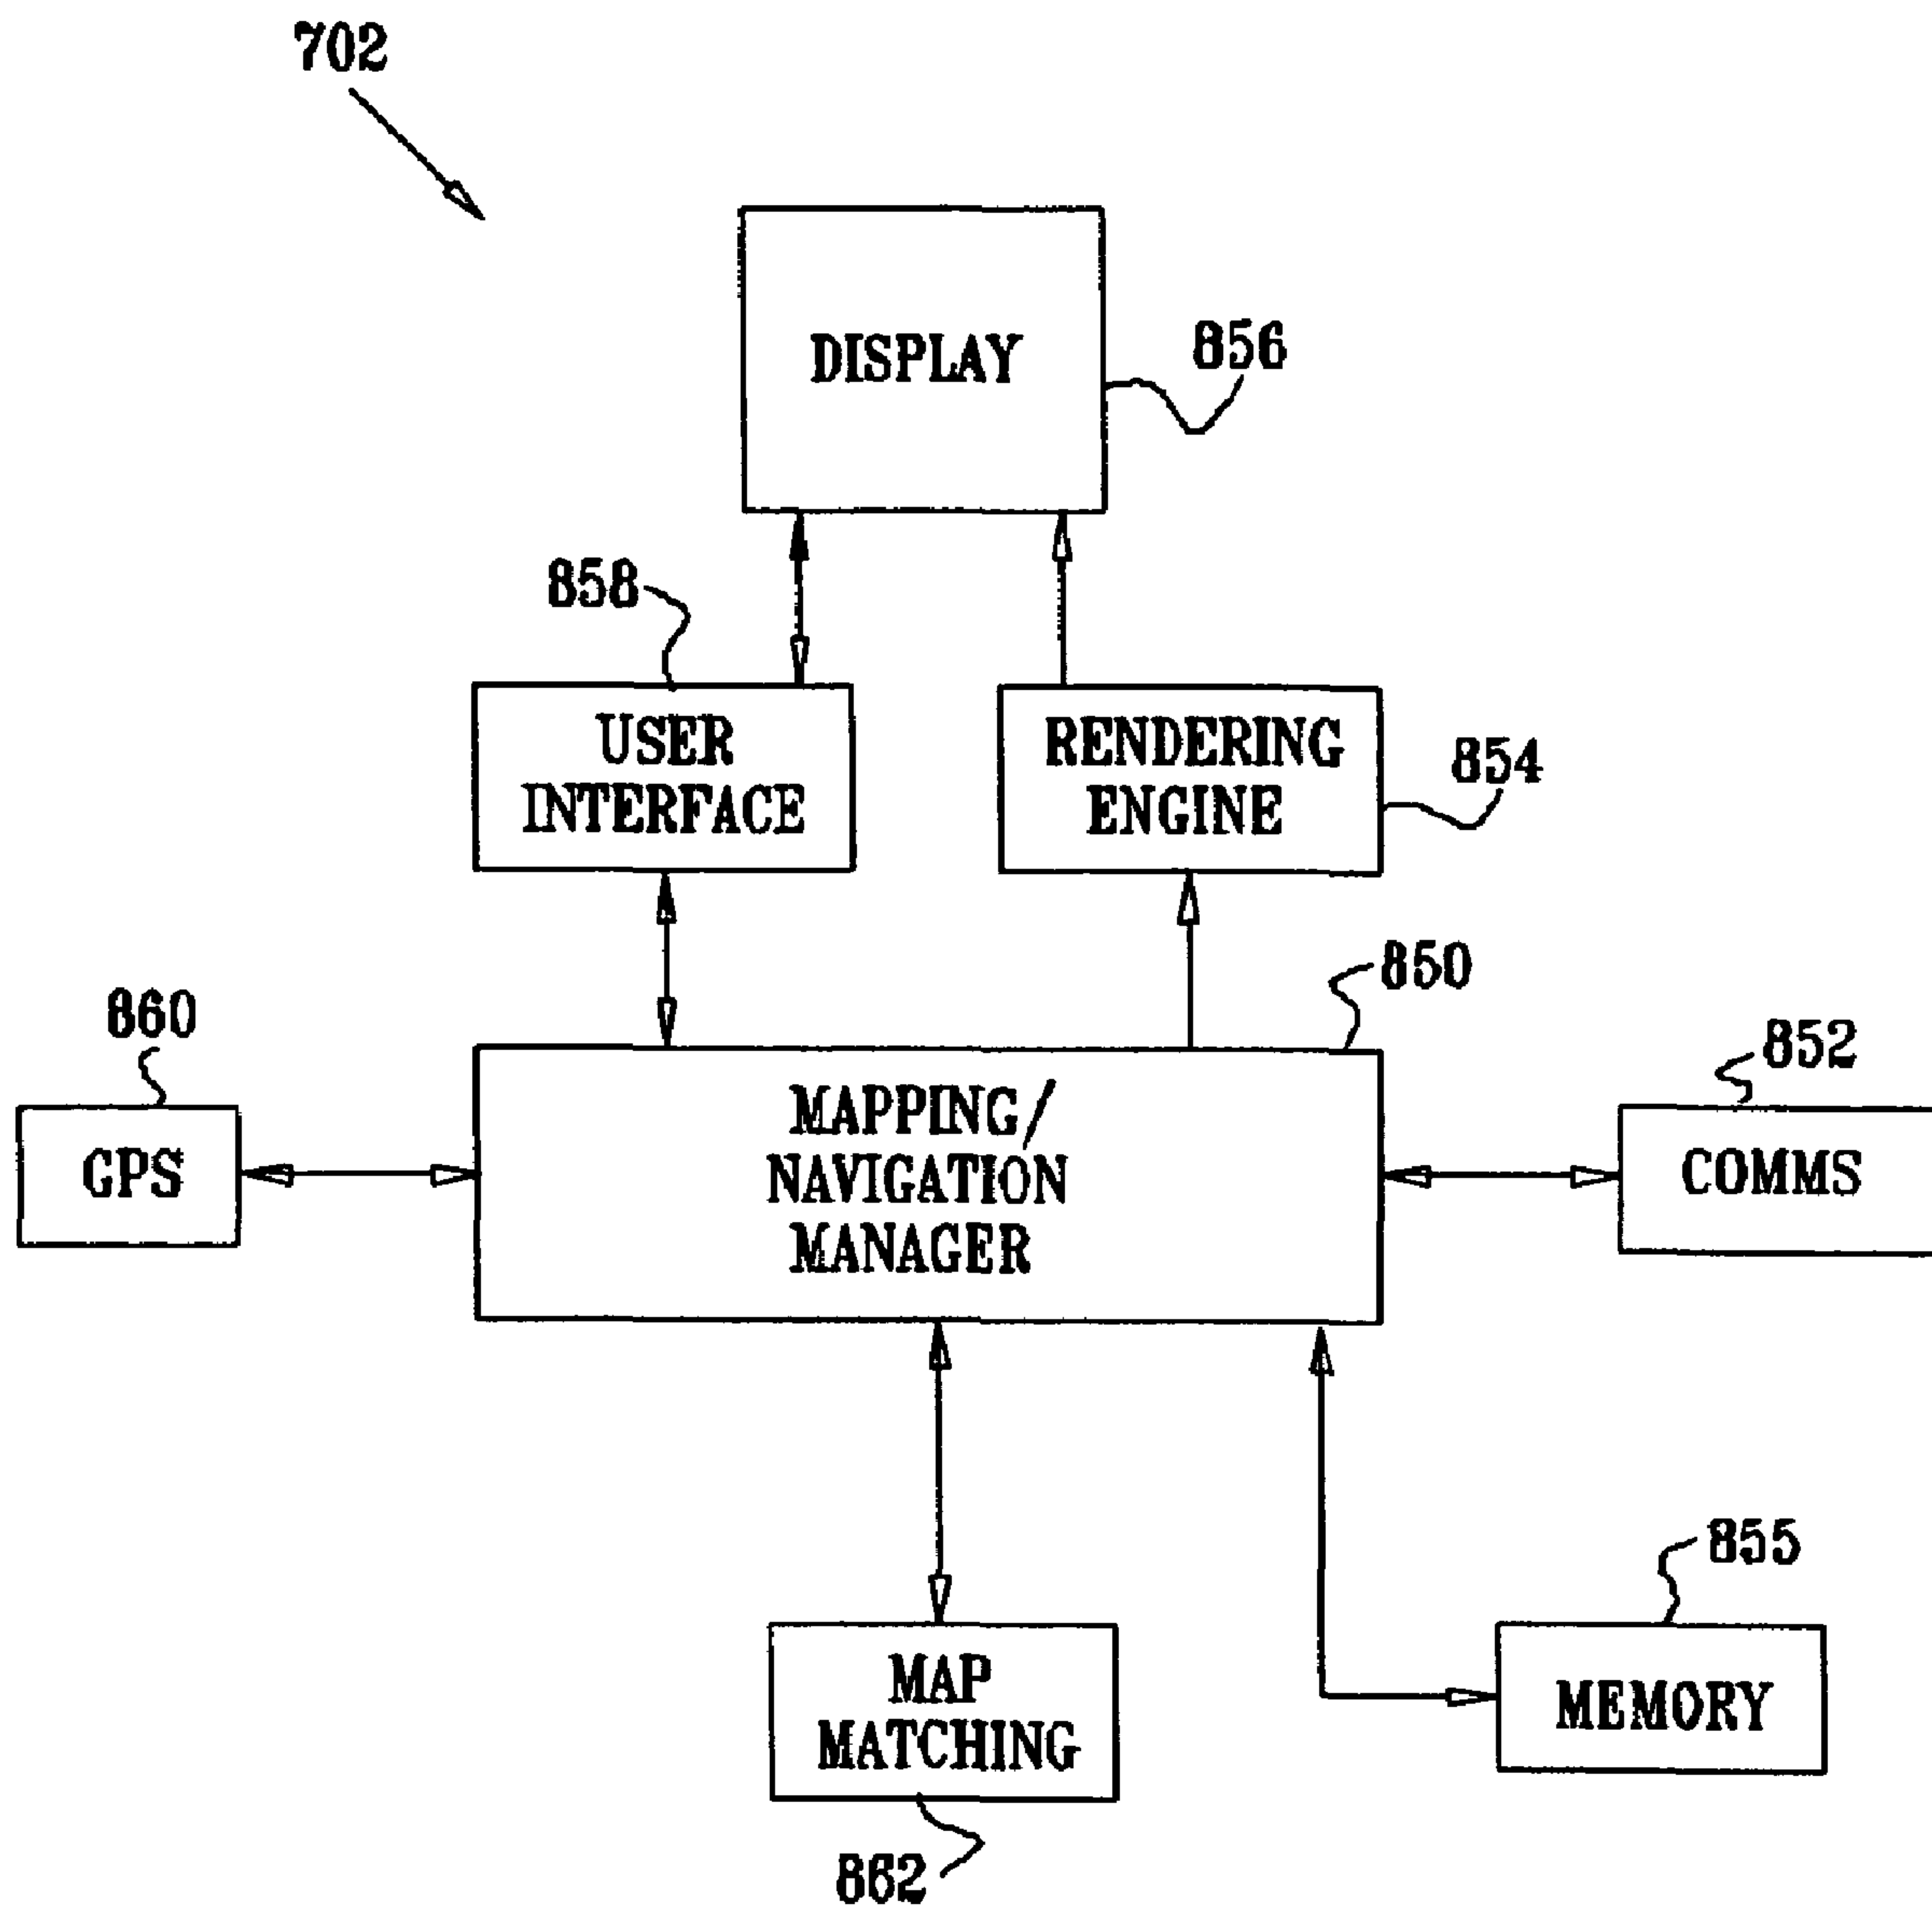 702
DISPLAY
856
858
USER
INTERFACE
RENDERING
ENGINE
854
850
860
852
GPS
MAPPING/
NAVIGATION
MANAGER
COMMS
855
MAP
MATCHING
MEMORY
862